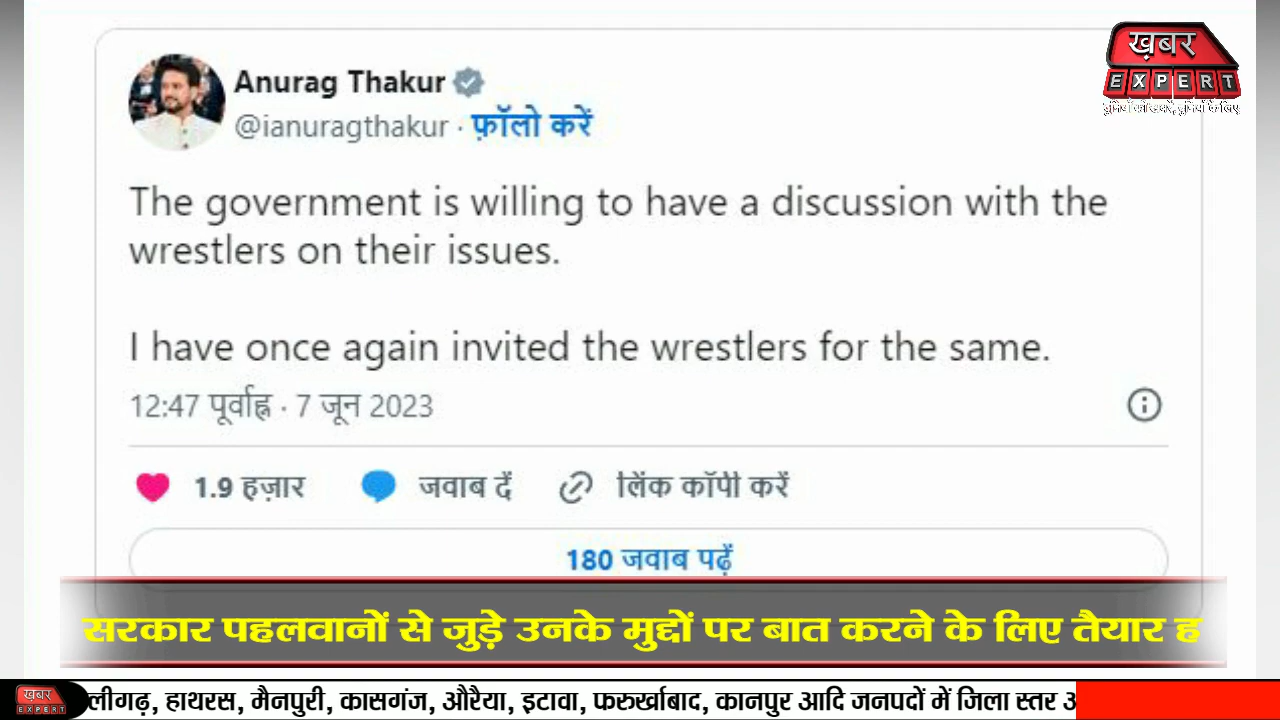 Anurag Thakur
@ianuragthakur · फ़ॉलो करें
ख़बर
EXPERT
The government is willing to have a discussion with the
wrestlers on their issues.
I have once again invited the wrestlers for the same.
12:47 पूर्वाह्न · 7 जून 2023
1.9 हज़ार जवाब दें लिंक कॉपी करें
180 जवाब पढ़ें
सरकार पहलवानों से जुड़े उनके मुद्दों पर बात करने के लिए तैयार ह
ख़बर
EXPERT
लीगढ़, हाथरस, मैनपुरी, कासगंज, औरैया, इटावा, फरुर्खाबाद, कानपुर आदि जनपदों में जिला स्तर